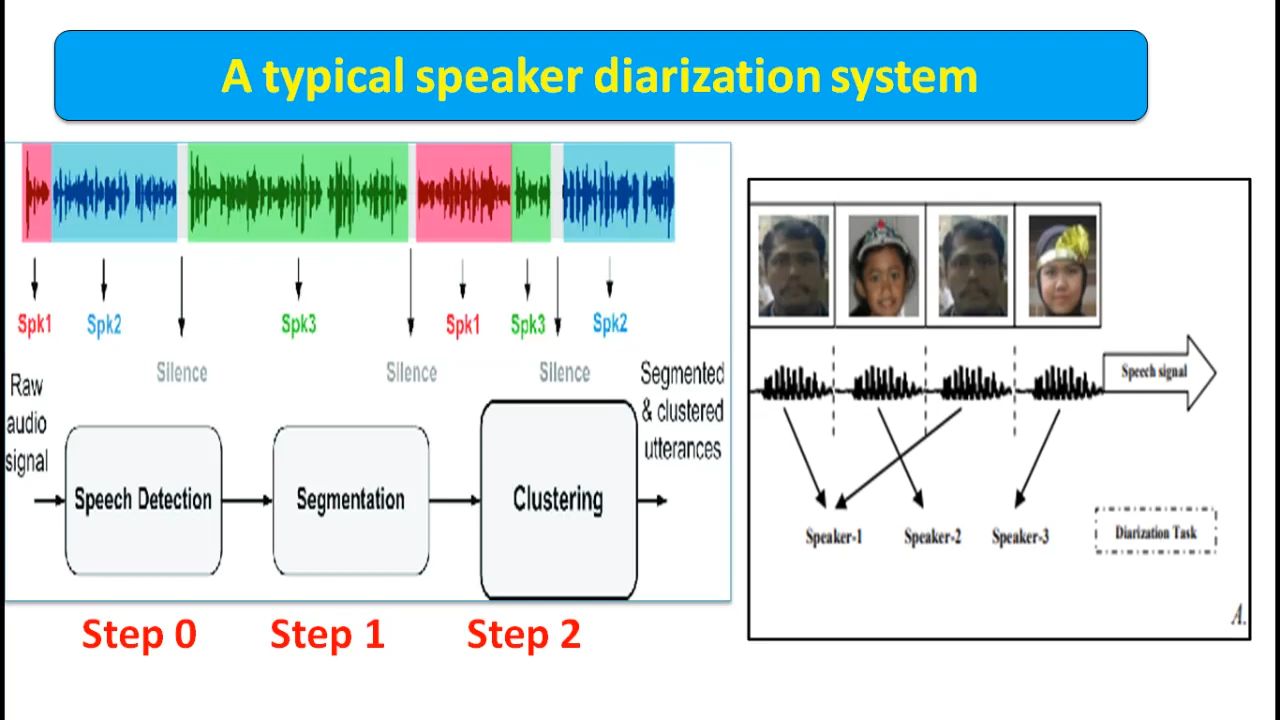 A typical speaker diarization system
Spk1
Spk2
Spk3
Spk1
Spk3
Spk2
Silence
Silence
Silence
Raw
audio
signal
Speech Detection
Segmentation
Clustering
Segmented
& clustered
utterances
Step 0
Step 1
Step 2
Speech signal
Speaker-1
Speaker-2
Speaker-3
Diarization Task
A.